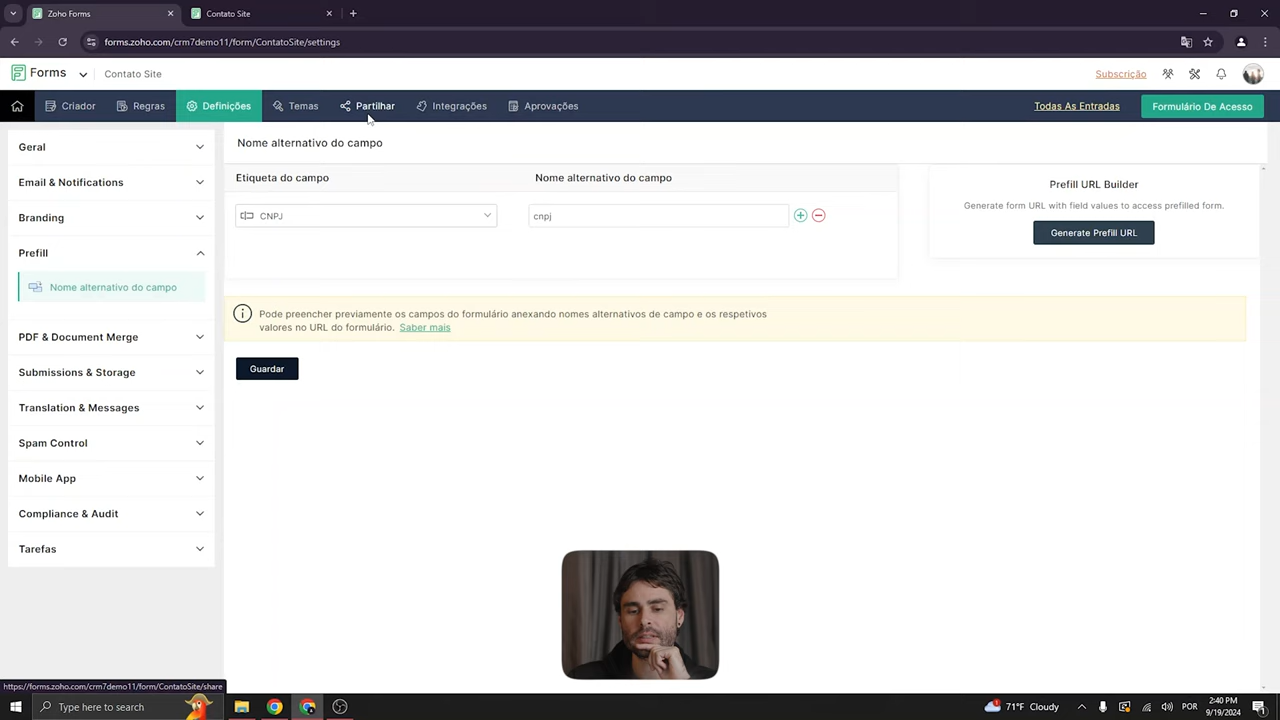 Zoho Forms
Contato Site
forms.zoho.com/crm7demo11/form/ContatoSite/settings
Forms
Contato Site
Subscrição
Criador
Regras
Definições
Temas
Partilhar
Integrações
Aprovações
Todas As Entradas
Formulário De Acesso
Geral
Email & Notifications
Branding
Prefill
Nome alternativo do campo
PDF & Document Merge
Submissions & Storage
Translation & Messages
Spam Control
Mobile App
Compliance & Audit
Tarefas
Nome alternativo do campo
Etiqueta do campo
Nome alternativo do campo
CNPJ
cnpj
Prefill URL Builder
Generate form URL with field values to access prefilled form.
Generate Prefill URL
Pode preencher previamente os campos do formulário anexando nomes alternativos de campo e os respetivos
valores no URL do formulário. Saber mais
Guardar
https://forms.zoho.com/crm7demo11/form/ContatoSite/share
Type here to search
71°F Cloudy
POR
2:40 PM
9/19/2024